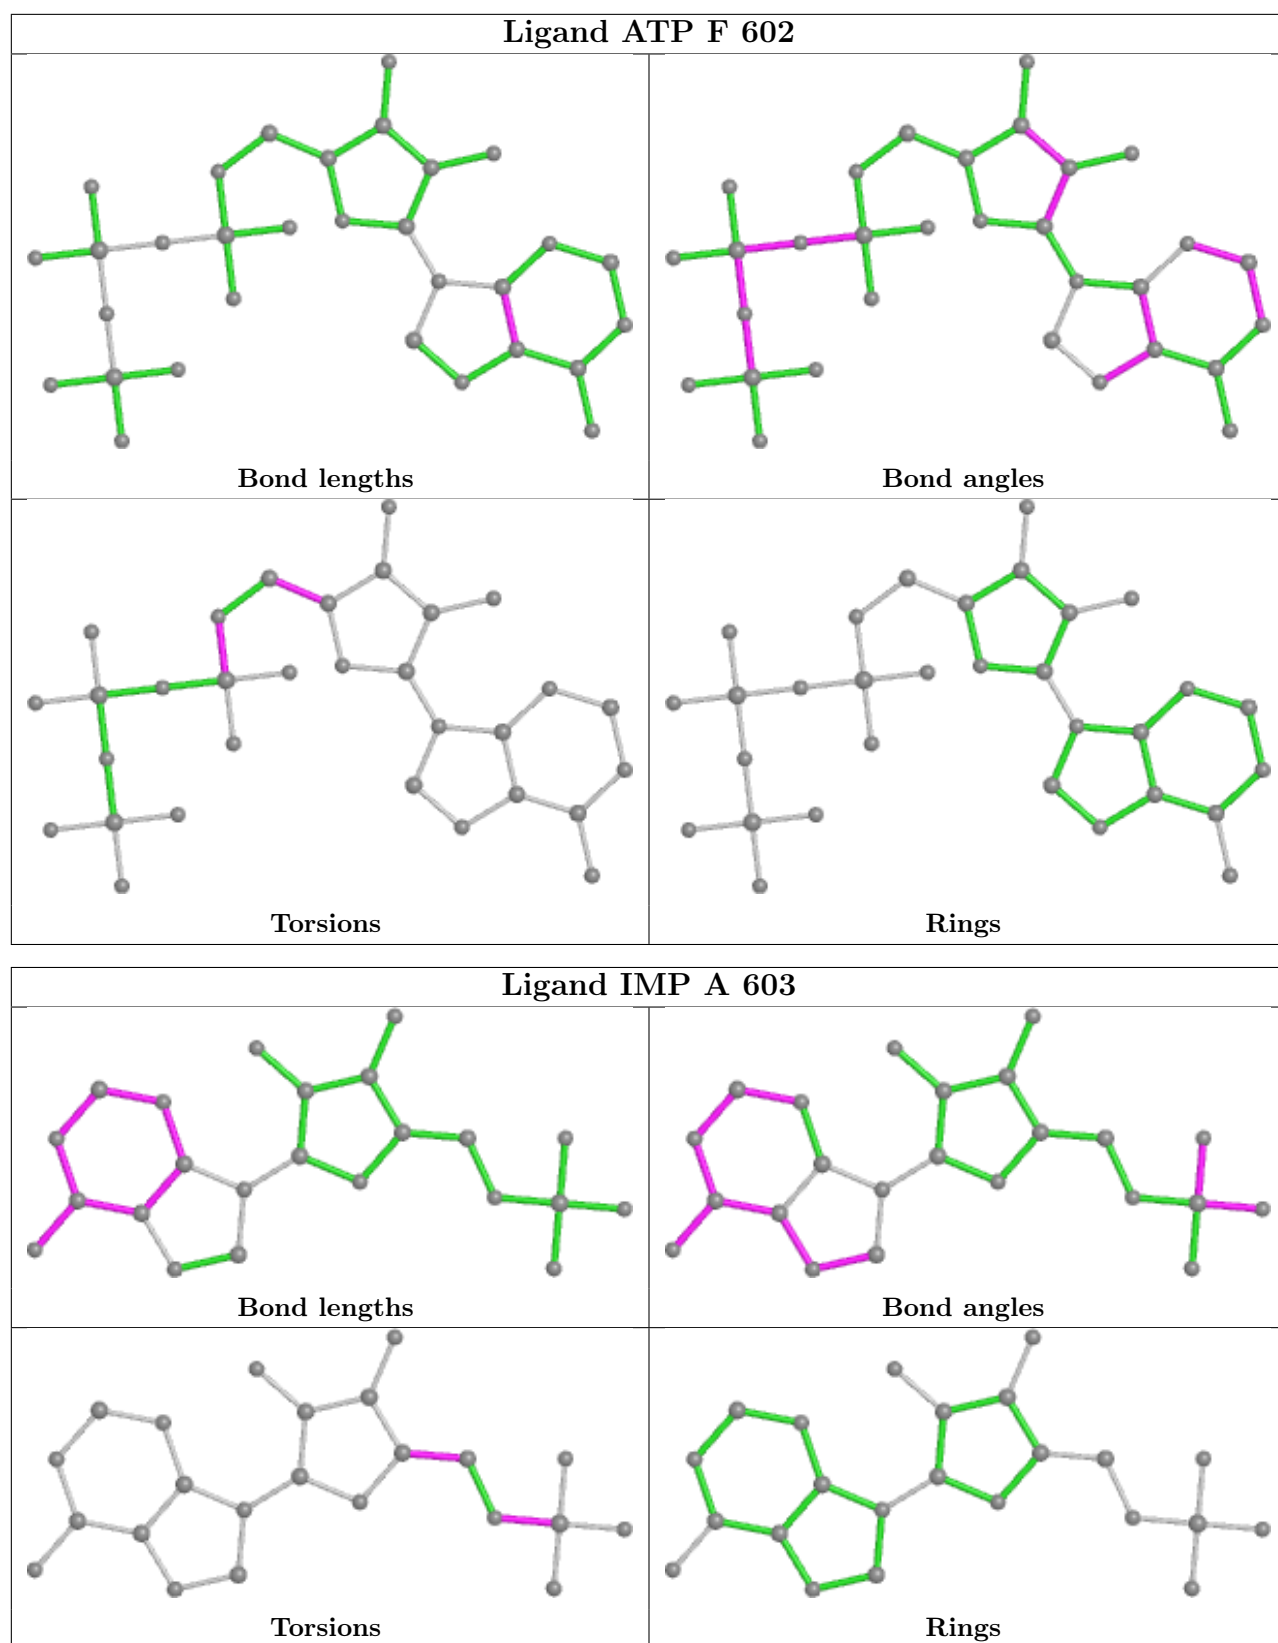 Ligand ATP F 602
Bond lengths
Bond angles
Torsions
Rings
Ligand IMP A 603
Bond lengths
Bond angles
Torsions
Rings